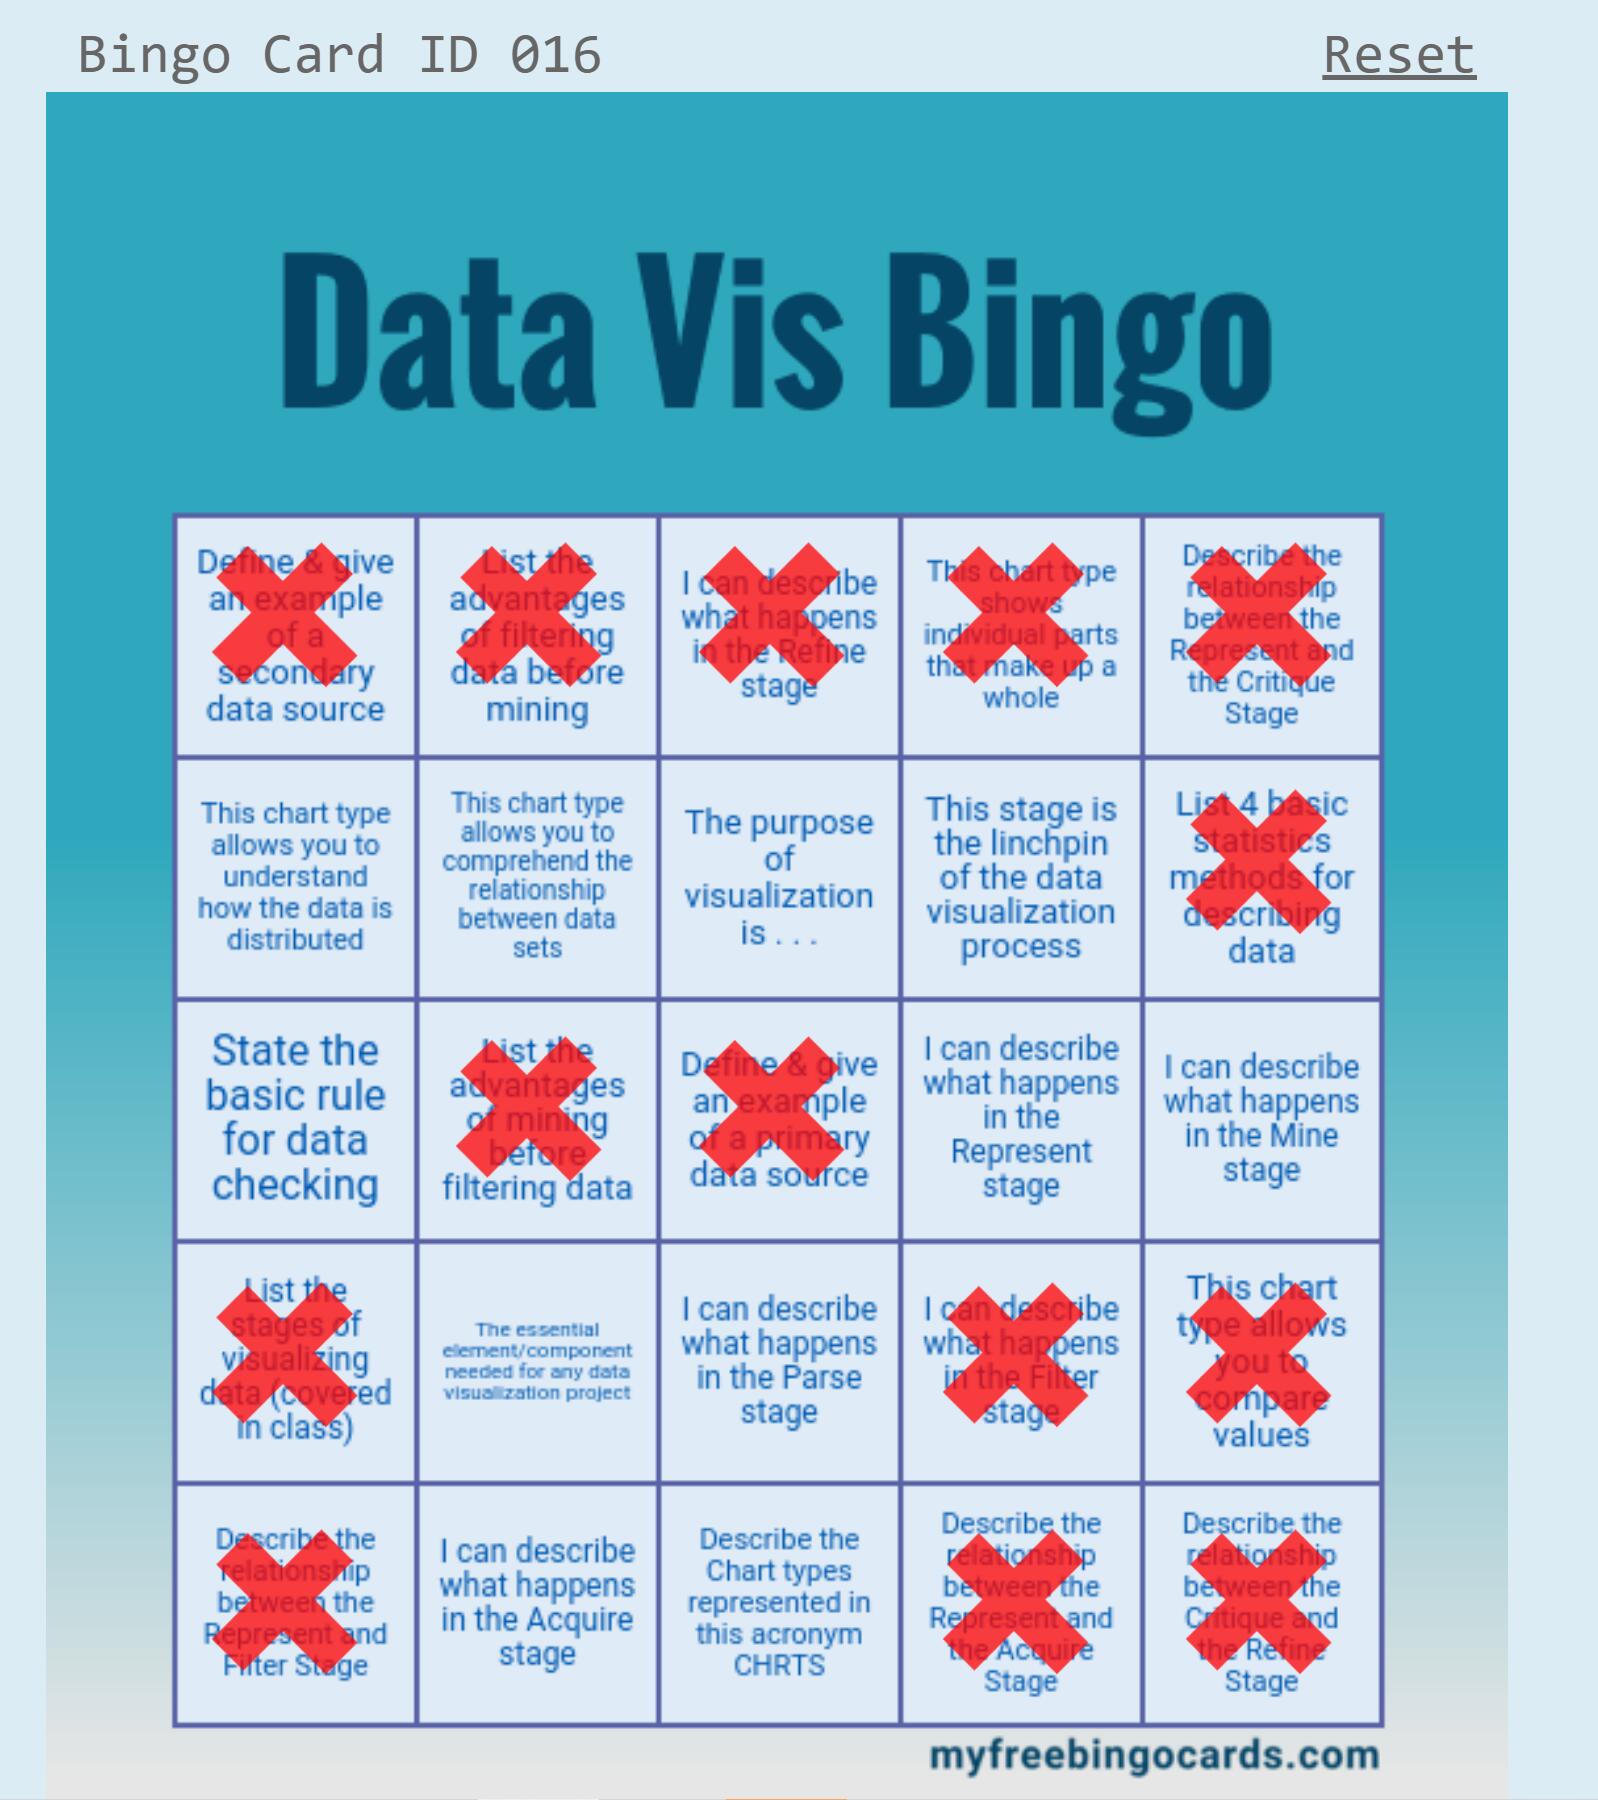 Bingo Card ID 016
Reset
Data Vis Bingo
Define & give
an example
of a
secondary
data source
List the
advantages
of filtering
data before
mining
I can describe
what happens
in the Refine
stage
This chart type
shows
individual parts
that make up a
whole
Describe the
relationship
between the
Represent and
the Critique
Stage
This chart type
allows you to
understand
how the data is
distributed
This chart type
allows you to
comprehend the
relationship
between data
sets
The purpose
of
visualization
is . . .
This stage is
the linchpin
of the data
visualization
process
List 4 basic
statistics
methods for
describing
data
State the
basic rule
for data
checking
List the
advantages
of mining
before
filtering data
Define & give
an example
of a primary
data source
I can describe
what happens
in the
Represent
stage
I can describe
what happens
in the Mine
stage
List the
stages of
visualizing
data (covered
in class)
The essential
element/component
needed for any data
visualization project
I can describe
what happens
in the Parse
stage
I can describe
what happens
in the Filter
stage
This chart
type allows
you to
compare
values
Describe the
relationship
between the
Represent and
Filter Stage
I can describe
what happens
in the Acquire
stage
Describe the
Chart types
represented in
this acronym
CHRTS
Describe the
relationship
between the
Represent and
the Acquire
Stage
Describe the
relationship
between the
Critique and
the Refine
Stage
myfreebingocards.com